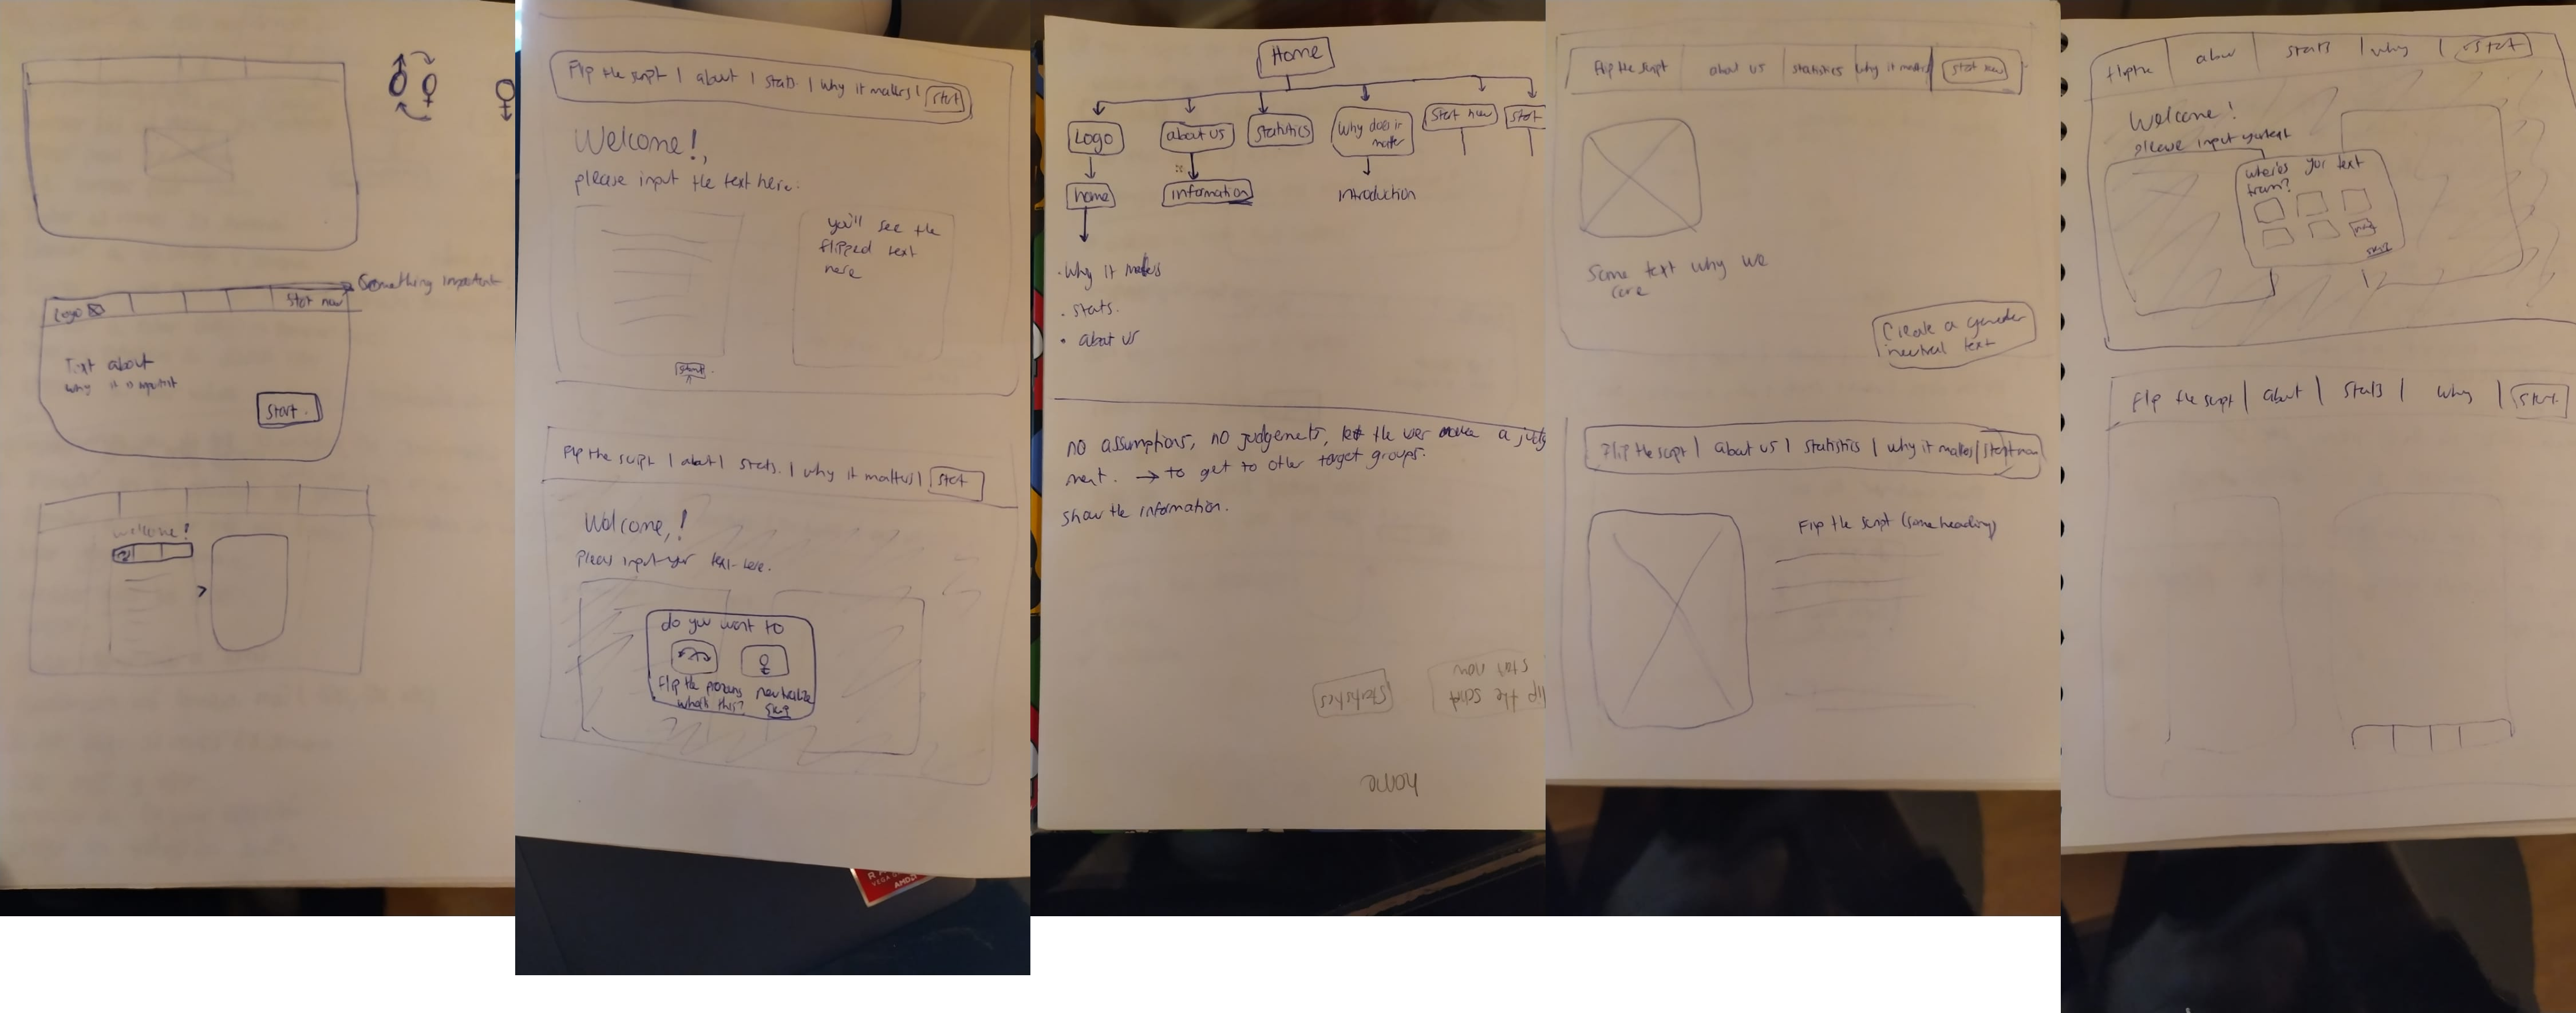 Something important
Logo
start now
Text about
why it is important
Start.
welcome!
Flip the script | about | stats. | why it matters! start
Welcome!,
please input the text here.
you'll see the
flipped text
here
Flip the script | about | stats. | why it matters | start
Welcome,!
Please input your text here.
do you want to
Flip the pronouns neutralize
what's this? skip
Home
Logo
about us
statistics
Why does it
matter
Start now
start
home
information
introduction
. Why it matters
. stats.
• about us
no assumptions, no judgements, let the user make a judg
ment. → to get to other target groups.
show the information.
start now
flip the script
Statistics
home
Flip the script about us statistics why it matters start now
Some text why we
care
Create a gender
neutral text
Flip the script | about us | statistics | why it matters | start now
Flip the script (some heading)
flip the about stats | why | start
Welcome!
please input your text
where's your text
from?
skip
Flip the script | about | stats | why | start